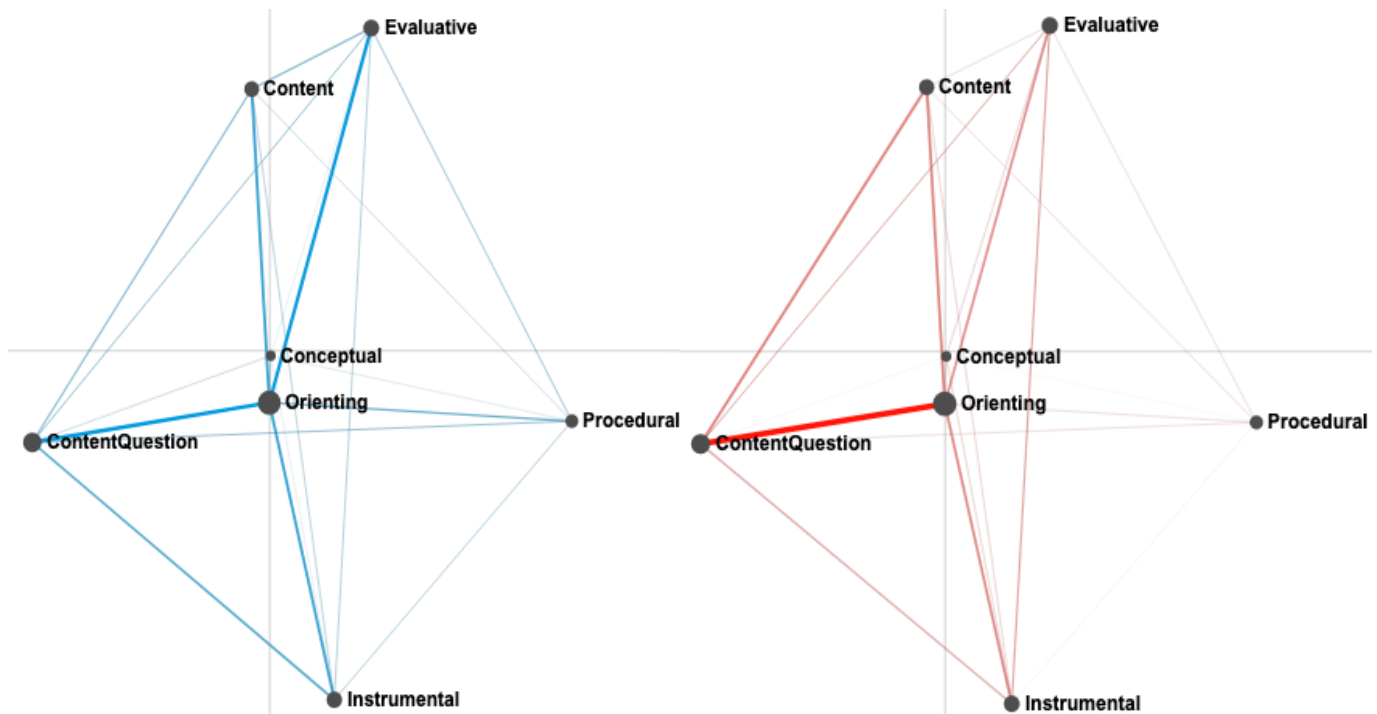 Evaluative
Content
Conceptual
Orienting
Procedural
ContentQuestion
Instrumental
Evaluative
Content
Conceptual
Orienting
Procedural
ContentQuestion
Instrumental